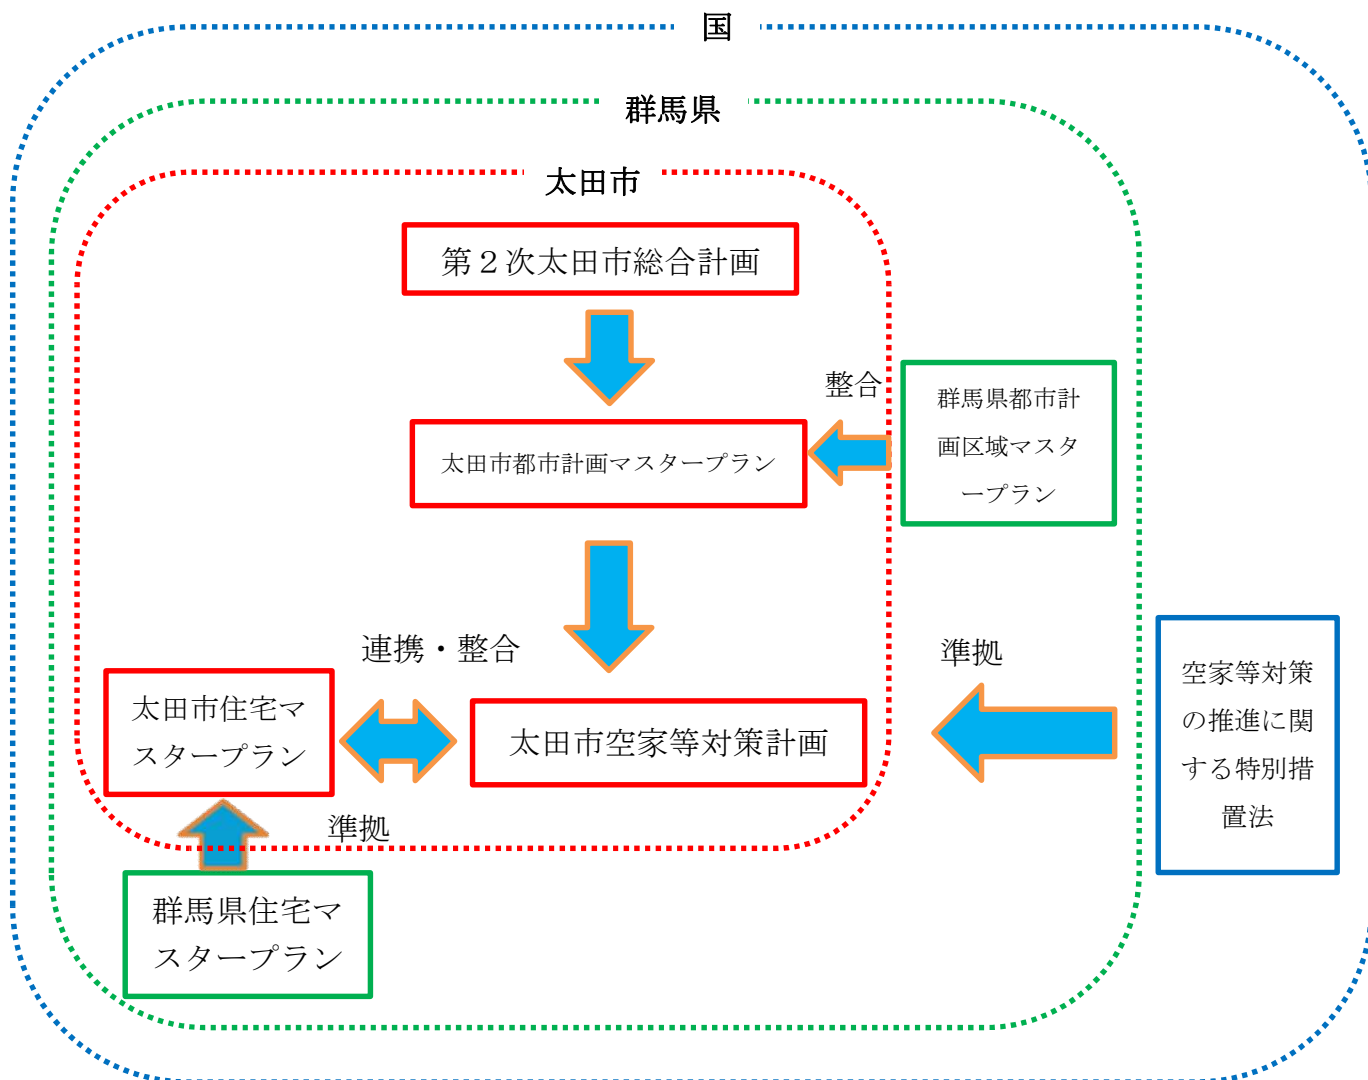 国
群馬県
太田市
第２次太田市総合計画
整合
群馬県都市計
画区域マスタ
ープラン
太田市都市計画マスタープラン
連携・整合
準拠
空家等対策
の推進に関
する特別措
置法
太田市住宅マ
スタープラン
太田市空家等対策計画
準拠
群馬県住宅マ
スタープラン